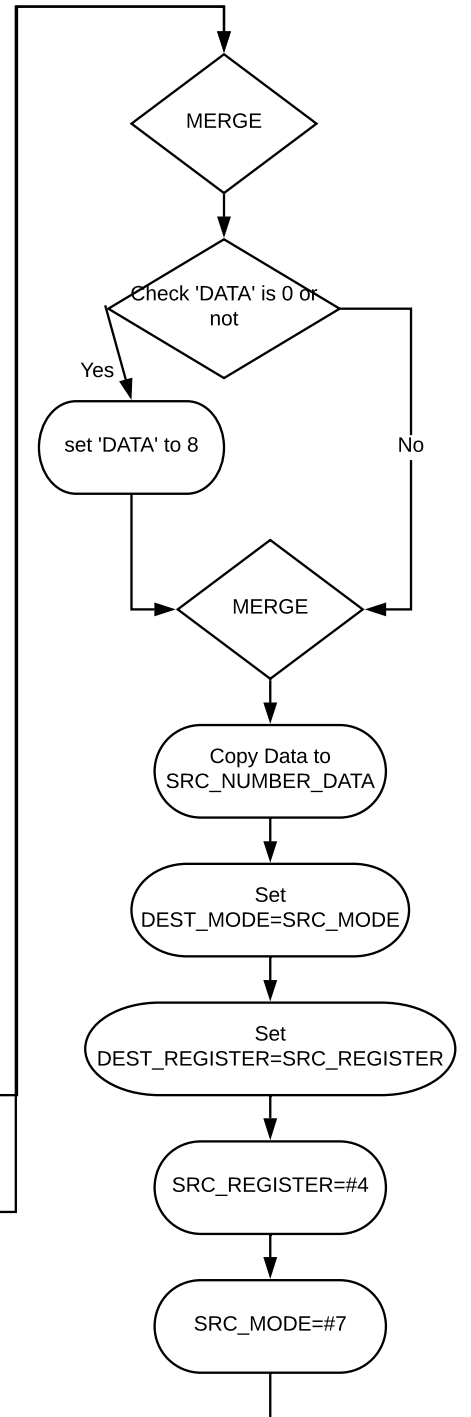 MERGE
Check 'DATA' is 0 or
not
Yes
set 'DATA' to 8
No
MERGE
Copy Data to
SRC_NUMBER_DATA
Set
DEST_MODE=SRC_MODE
Set
DEST_REGISTER=SRC_REGISTER
SRC_REGISTER=#4
SRC_MODE=#7